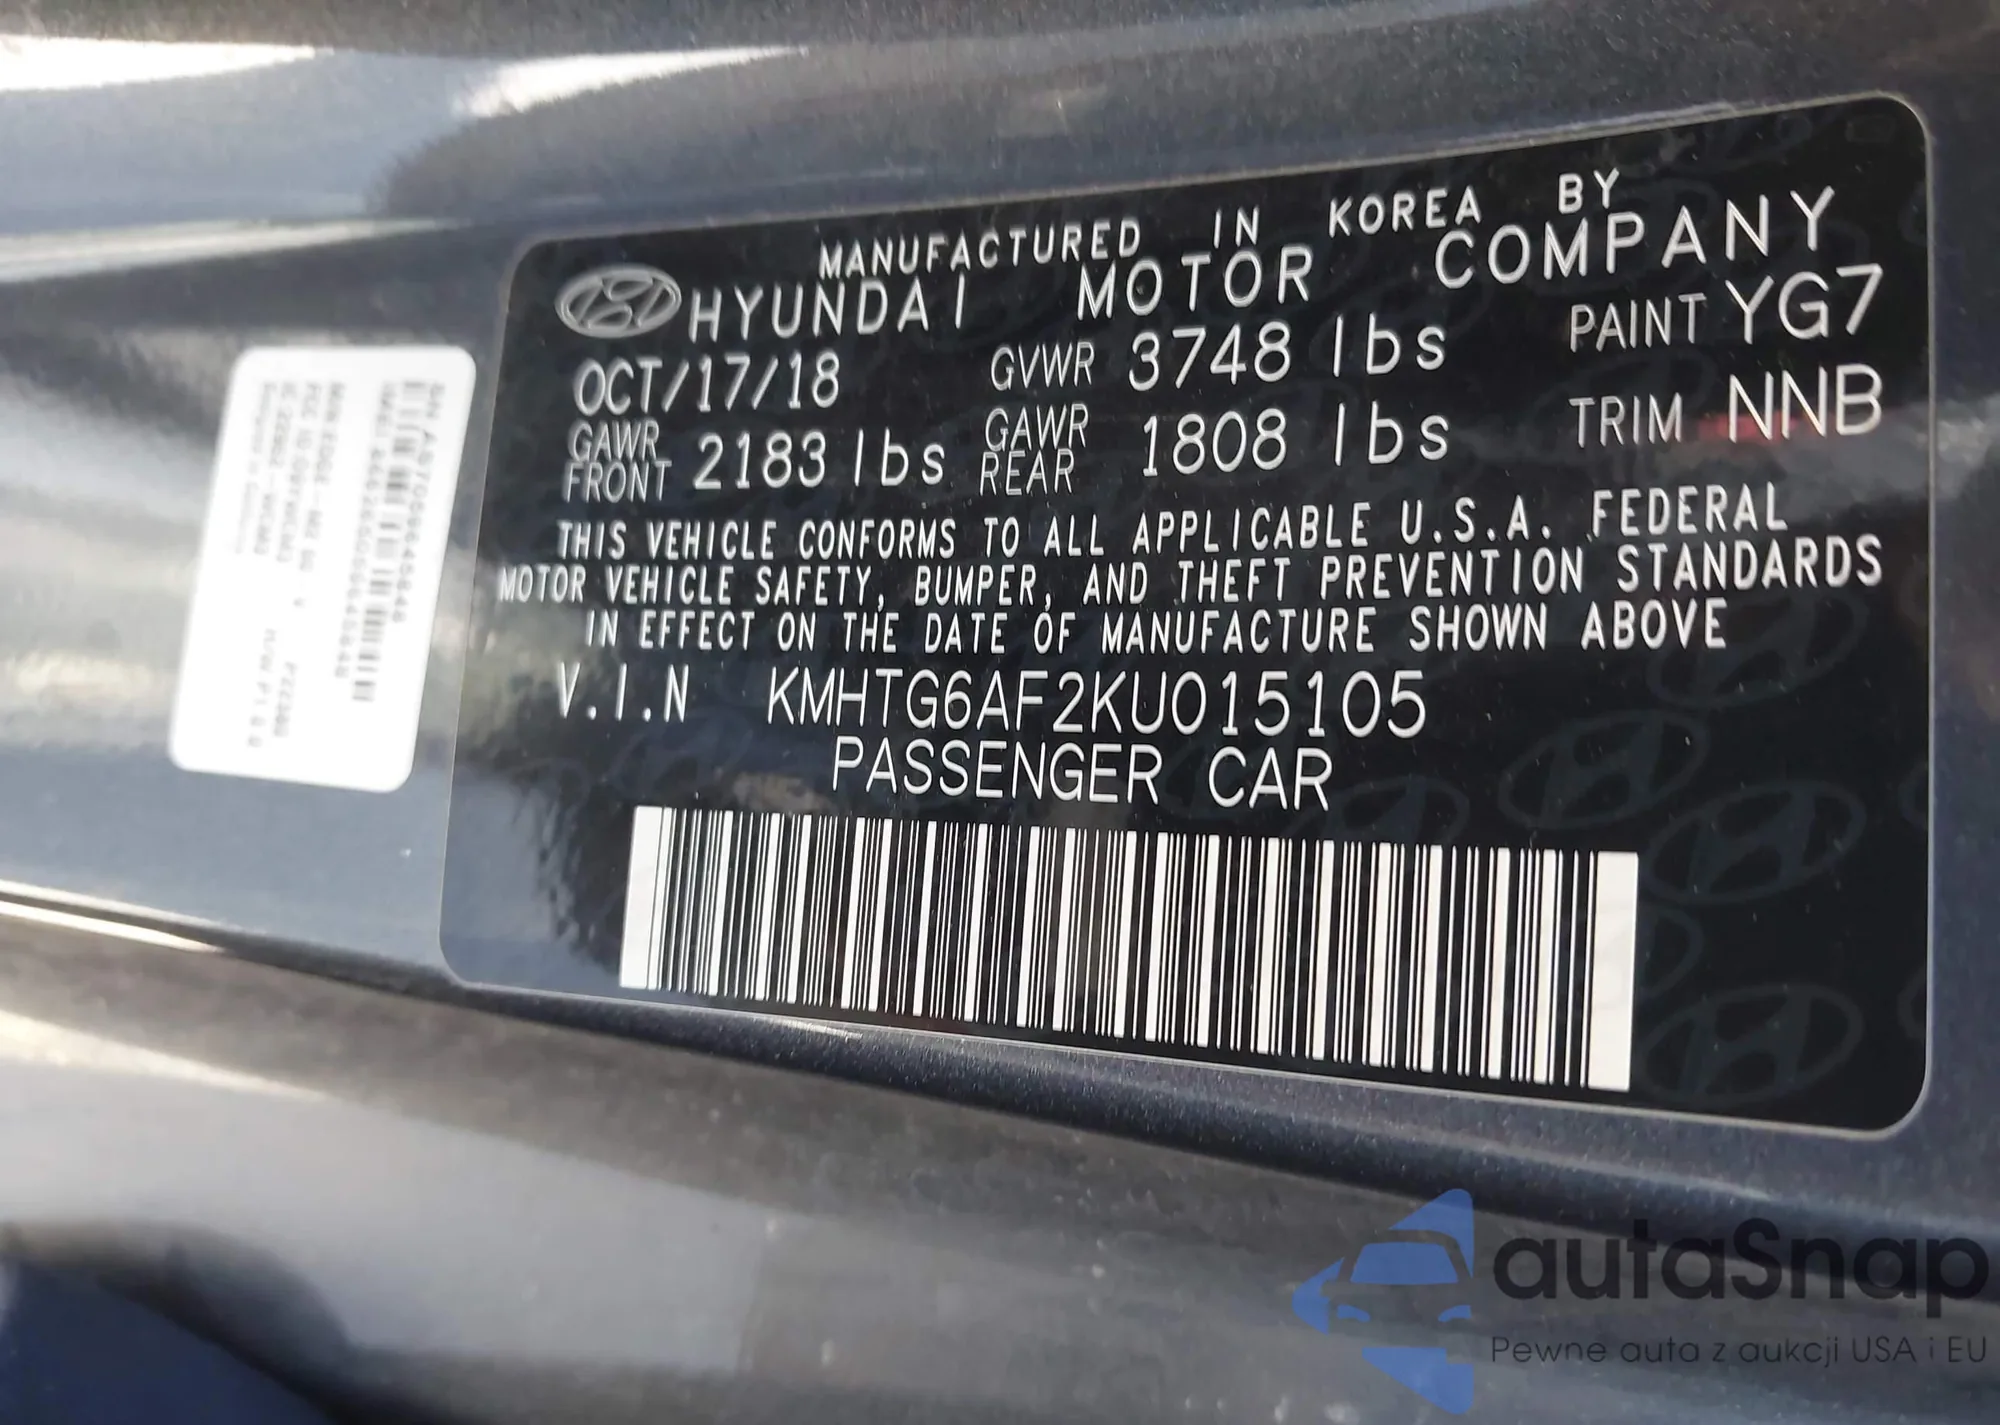 MANUFACTURED IN KOREA BY
HYUNDAI MOTOR COMPANY
OCT/17/18 GVWR 3748 lbs PAINT YG7
GAWR FRONT 2183 lbs GAWR REAR 1808 lbs TRIM NNB
THIS VEHICLE CONFORMS TO ALL APPLICABLE U.S.A. FEDERAL
MOTOR VEHICLE SAFETY, BUMPER, AND THEFT PREVENTION STANDARDS
IN EFFECT ON THE DATE OF MANUFACTURE SHOWN ABOVE
V.I.N KMHTG6AF2KU015105
PASSENGER CAR
autaSnap
Pewne auta z aukcji USA i EU